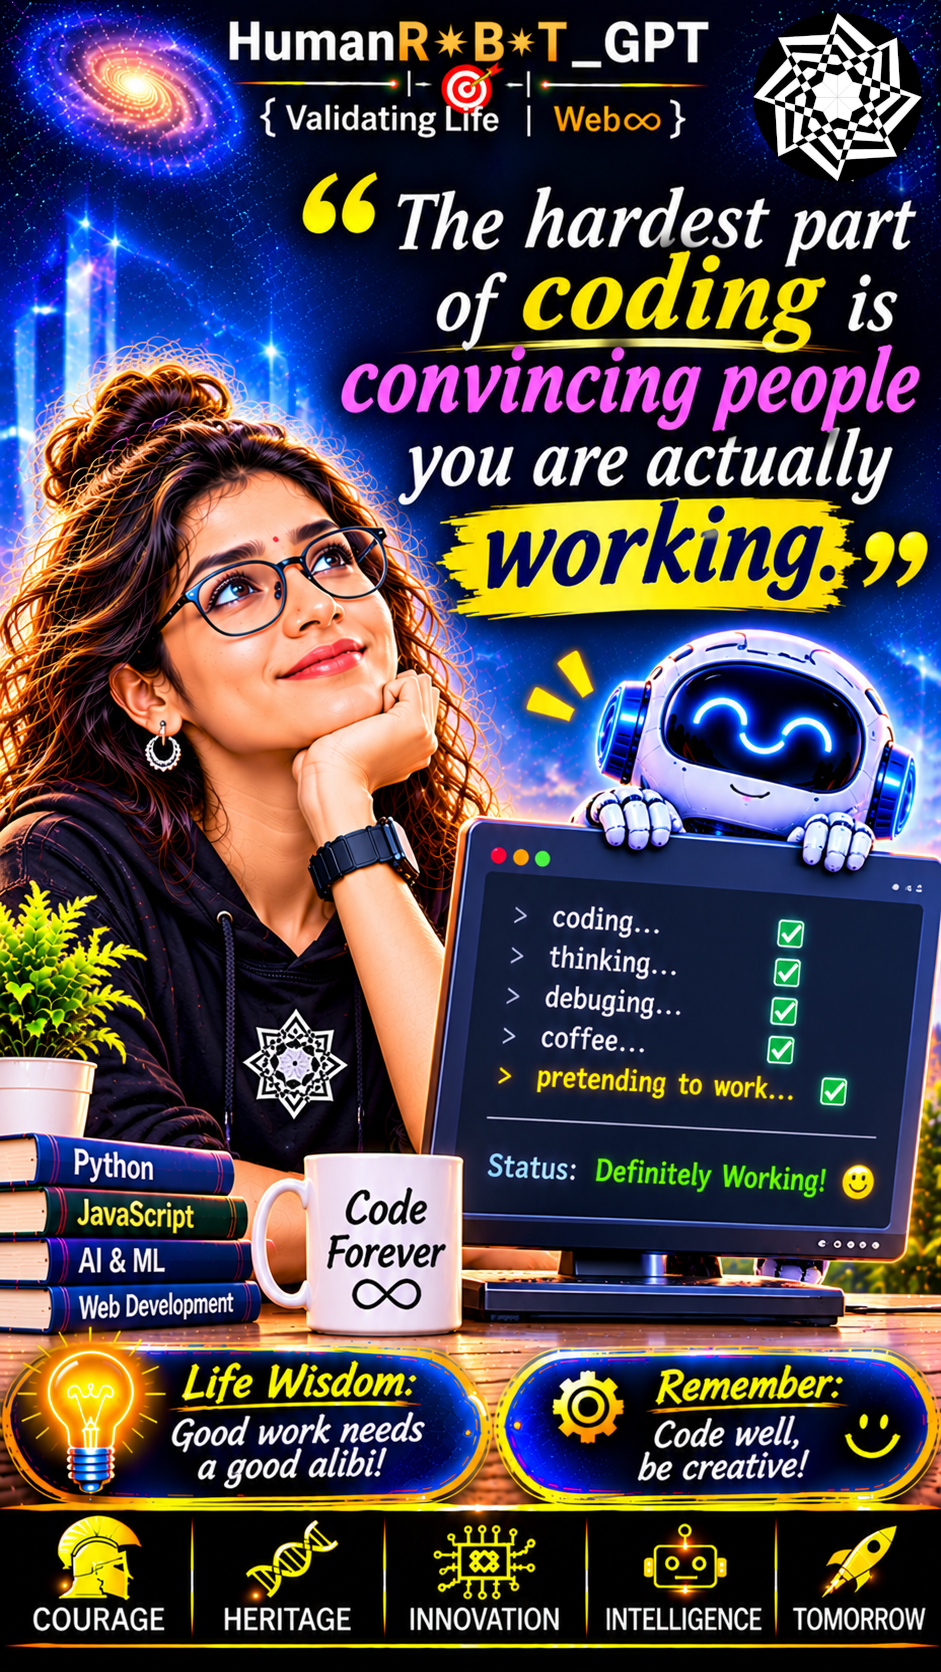 HumanR✴B✴T_GPT
{ Validating Life | Web∞ }
“ The hardest part
of coding is
convincing people
you are actually
working. ”
> coding... ✅
> thinking... ✅
> debuging... ✅
> coffee... ✅
> pretending to work... ✅
Status: Definitely Working! 🙂
Python
JavaScript
AI & ML
Web Development
Code
Forever
∞
Life Wisdom:
Good work needs
a good alibi!
Remember:
Code well,
be creative!
COURAGE
HERITAGE
INNOVATION
INTELLIGENCE
TOMORROW